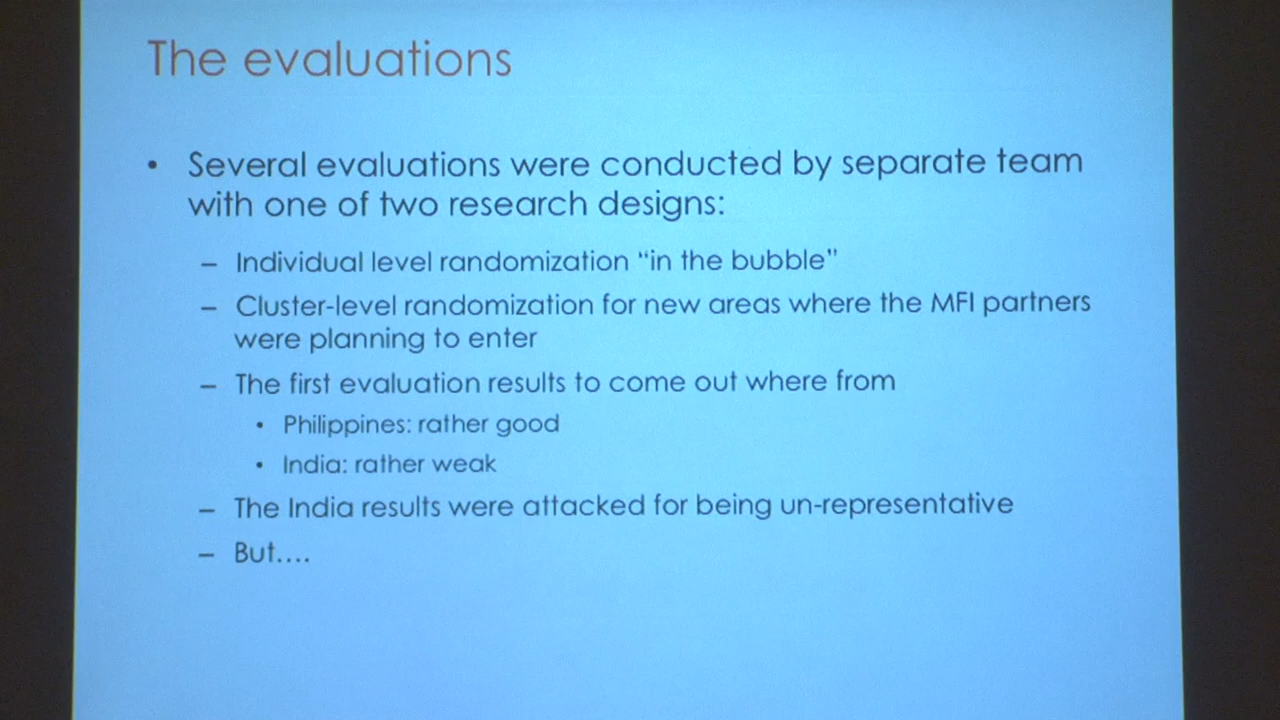 The evaluations
• Several evaluations were conducted by separate team
with one of two research designs:
– Individual level randomization “in the bubble”
– Cluster-level randomization for new areas where the MFI partners
were planning to enter
– The first evaluation results to come out where from
• Philippines: rather good
• India: rather weak
– The India results were attacked for being un-representative
– But....